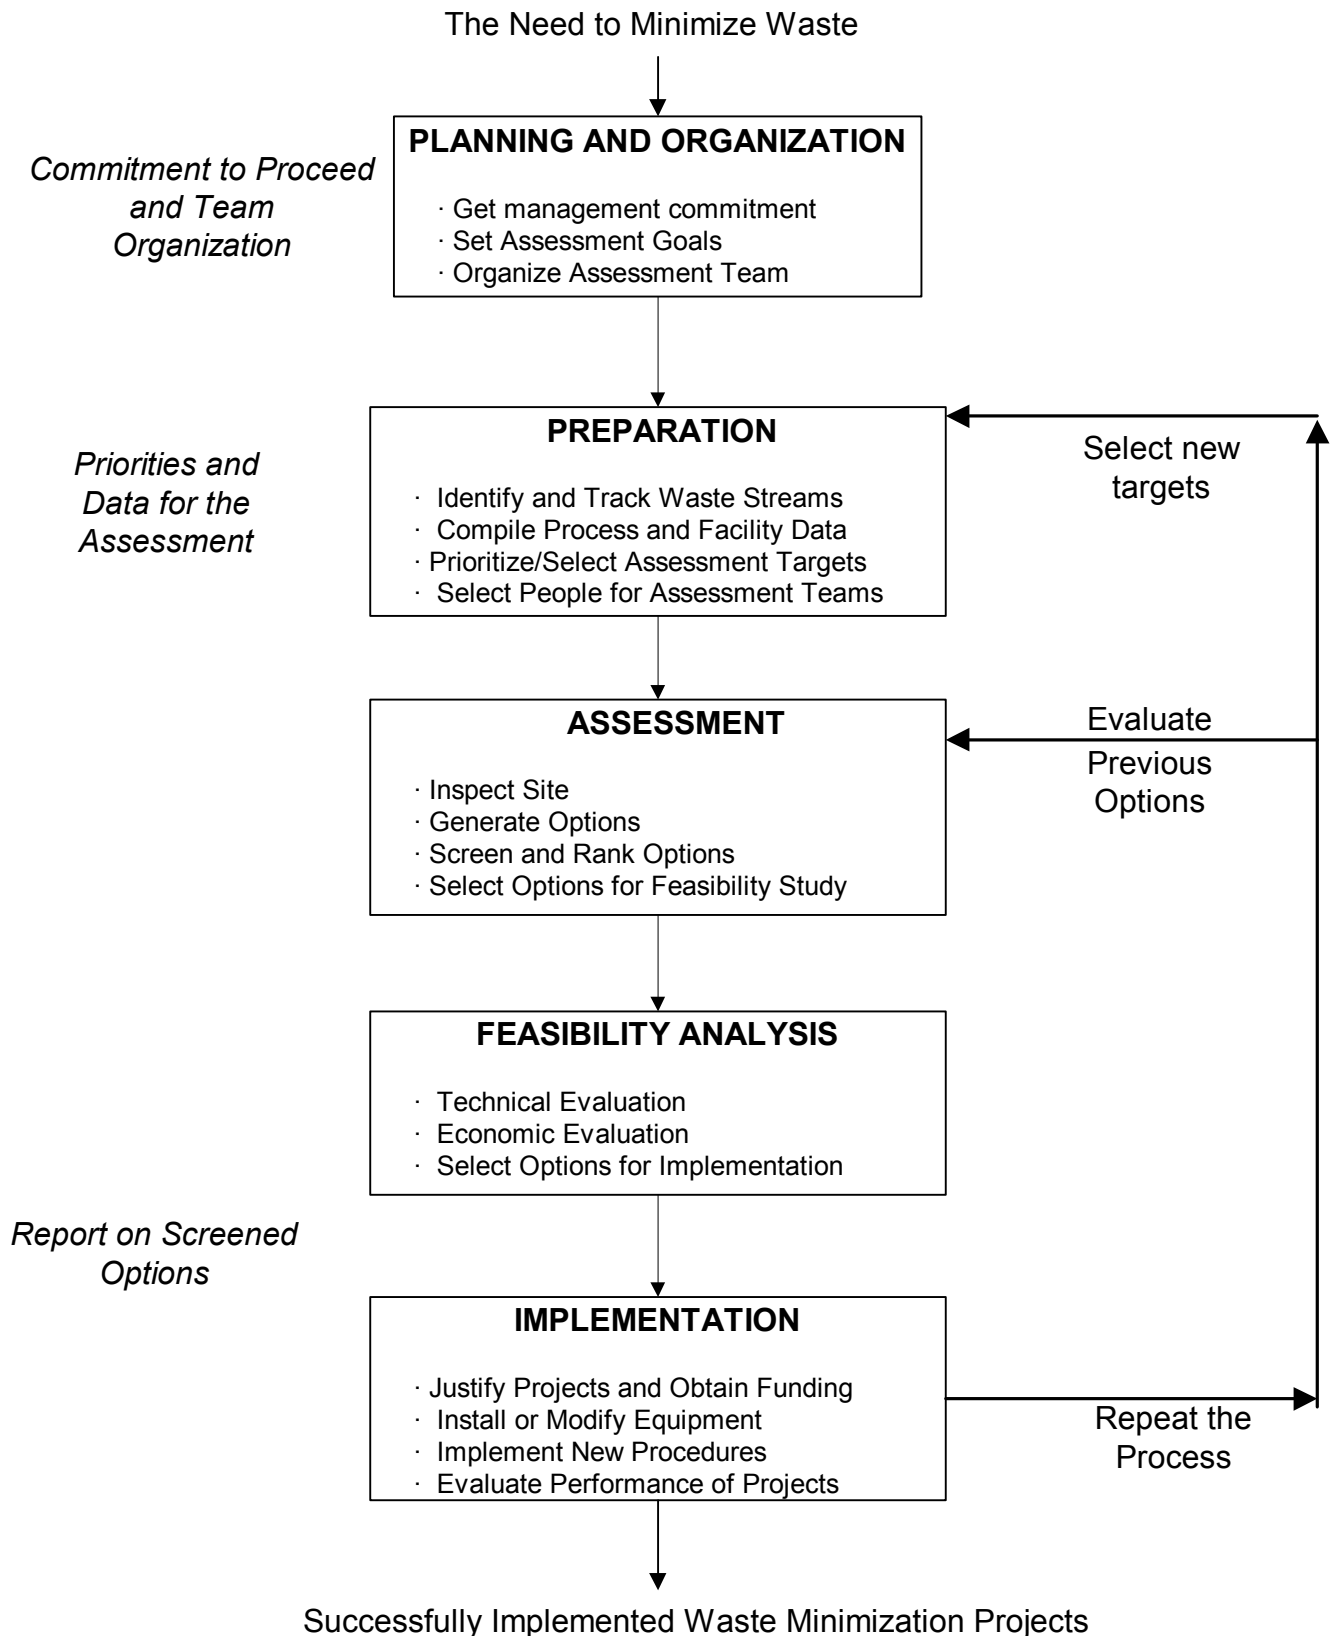 The Need to Minimize Waste
PLANNING AND ORGANIZATION
Commitment to Proceed
and Team
Organization
· Get management commitment
· Set Assessment Goals
· Organize Assessment Team
PREPARATION
Priorities and
Data for the
Assessment
· Identify and Track Waste Streams
· Compile Process and Facility Data
· Prioritize/Select Assessment Targets
· Select People for Assessment Teams
Select new
targets
ASSESSMENT
· Inspect Site
· Generate Options
· Screen and Rank Options
· Select Options for Feasibility Study
Evaluate
Previous
Options
FEASIBILITY ANALYSIS
· Technical Evaluation
· Economic Evaluation
· Select Options for Implementation
Report on Screened
Options
IMPLEMENTATION
· Justify Projects and Obtain Funding
· Install or Modify Equipment
· Implement New Procedures
· Evaluate Performance of Projects
Repeat the
Process
Successfully Implemented Waste Minimization Projects